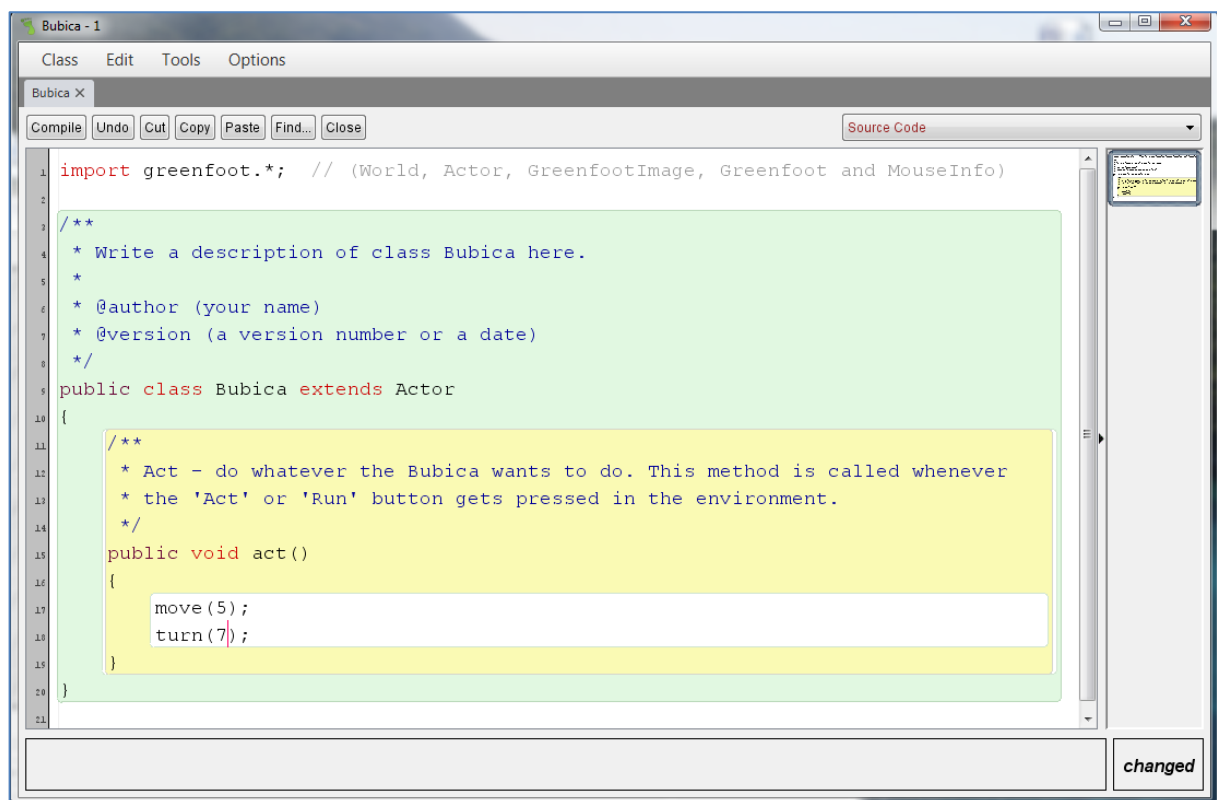 Bubica - 1
Class Edit Tools Options
Bubica ×
Compile Undo Cut Copy Paste Find... Close Source Code
1 import greenfoot.*;  // (World, Actor, GreenfootImage, Greenfoot and MouseInfo)
2
3 /**
4  * Write a description of class Bubica here.
5  *
6  * @author (your name)
7  * @version (a version number or a date)
8  */
9 public class Bubica extends Actor
10 {
11     /**
12      * Act - do whatever the Bubica wants to do. This method is called whenever
13      * the 'Act' or 'Run' button gets pressed in the environment.
14      */
15     public void act()
16     {
17         move(5);
18         turn(7);
19     }
20 }
21
changed